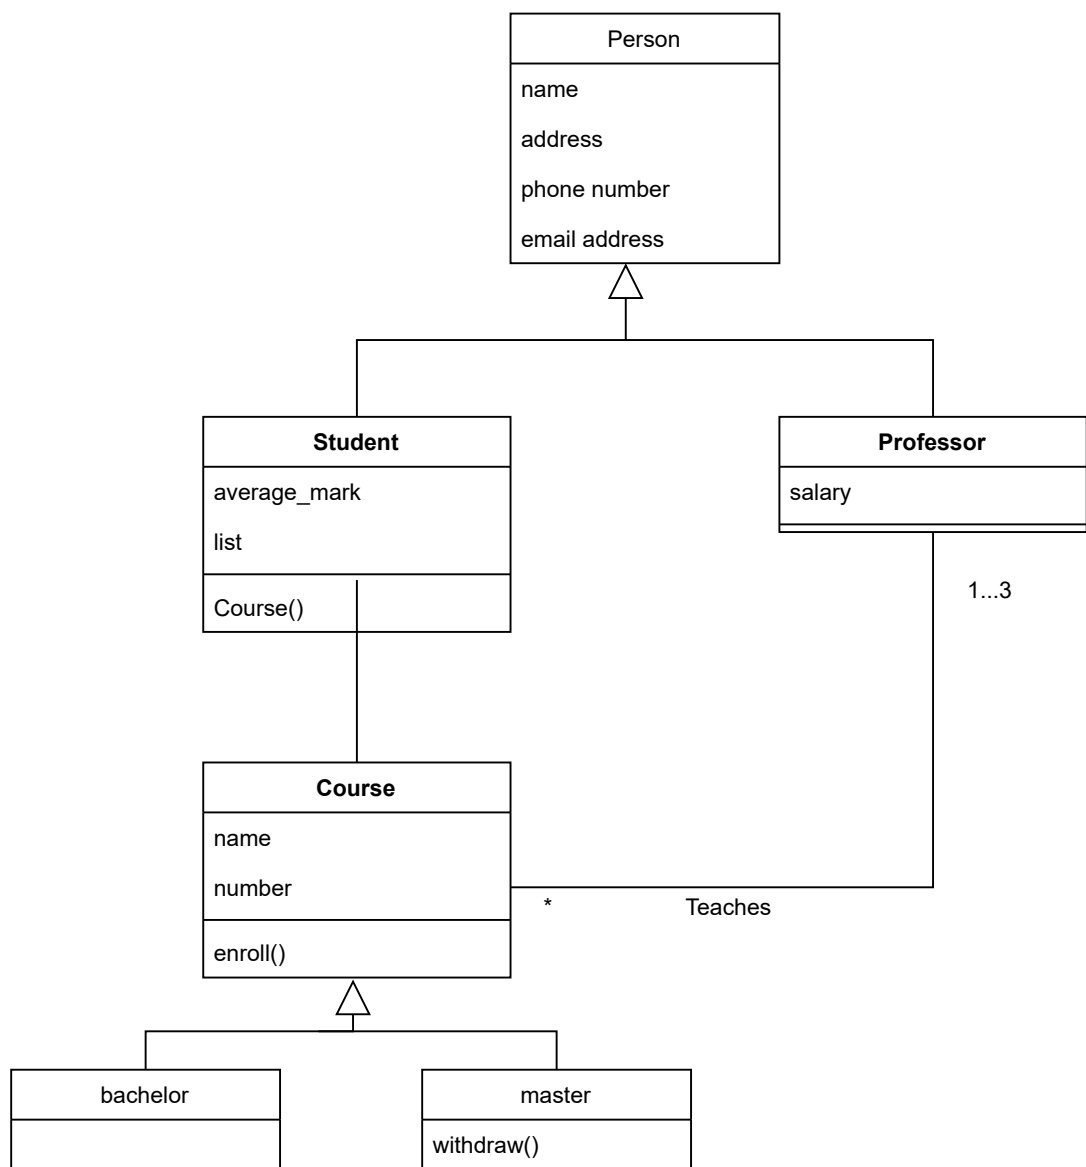 Person
name
address
phone number
email address
Student
average_mark
list
Course()
Professor
salary
1...3
Course
name
number
enroll()
*
Teaches
bachelor
master
withdraw()